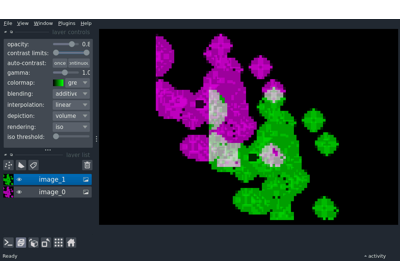 File View Window Plugins Help
layer controls
opacity: 0.8
contrast limits:
auto-contrast: once
gamma: 1.0
colormap: gre
blending: additive
interpolation: linear
depiction: volume
rendering: iso
iso threshold:
layer list
image_1
image_0
Ready
activity